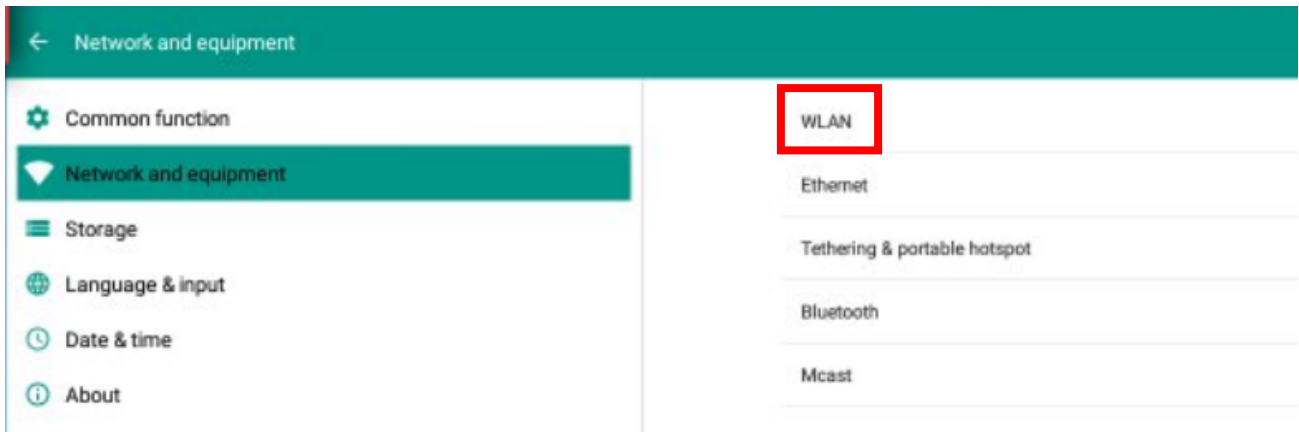 Network and equipment
Common function
Network and equipment
Storage
Language & input
Date & time
About
WLAN
Ethernet
Tethering & portable hotspot
Bluetooth
Mcast